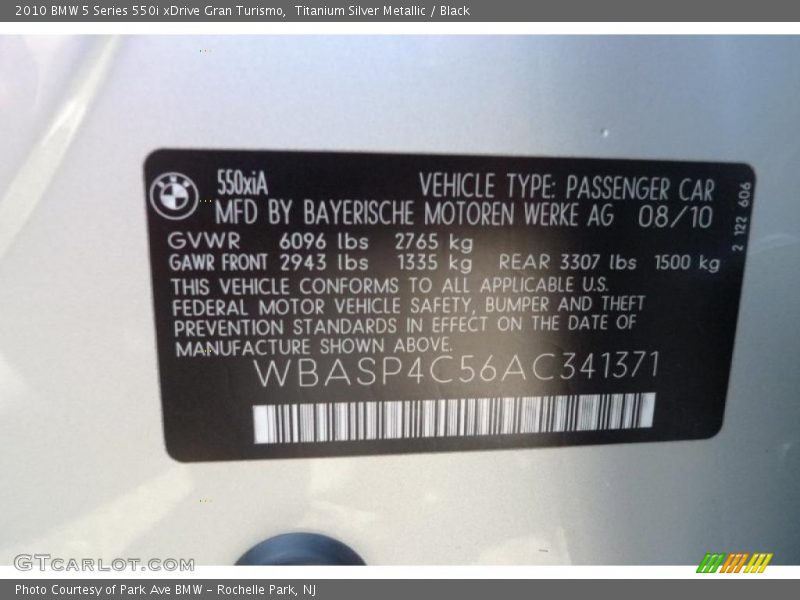 2010 BMW 5 Series 550i xDrive Gran Turismo,  Titanium Silver Metallic / Black
550xiA VEHICLE TYPE: PASSENGER CAR
MFD BY BAYERISCHE MOTOREN WERKE AG 08/10
GVWR 6096 lbs 2765 kg
GAWR FRONT 2943 lbs 1335 kg REAR 3307 lbs 1500 kg
2 122 606
THIS VEHICLE CONFORMS TO ALL APPLICABLE U.S.
FEDERAL MOTOR VEHICLE SAFETY, BUMPER AND THEFT
PREVENTION STANDARDS IN EFFECT ON THE DATE OF
MANUFACTURE SHOWN ABOVE.
WBASP4C56AC341371
GTcarlot.com
Photo Courtesy of Park Ave BMW - Rochelle Park, NJ